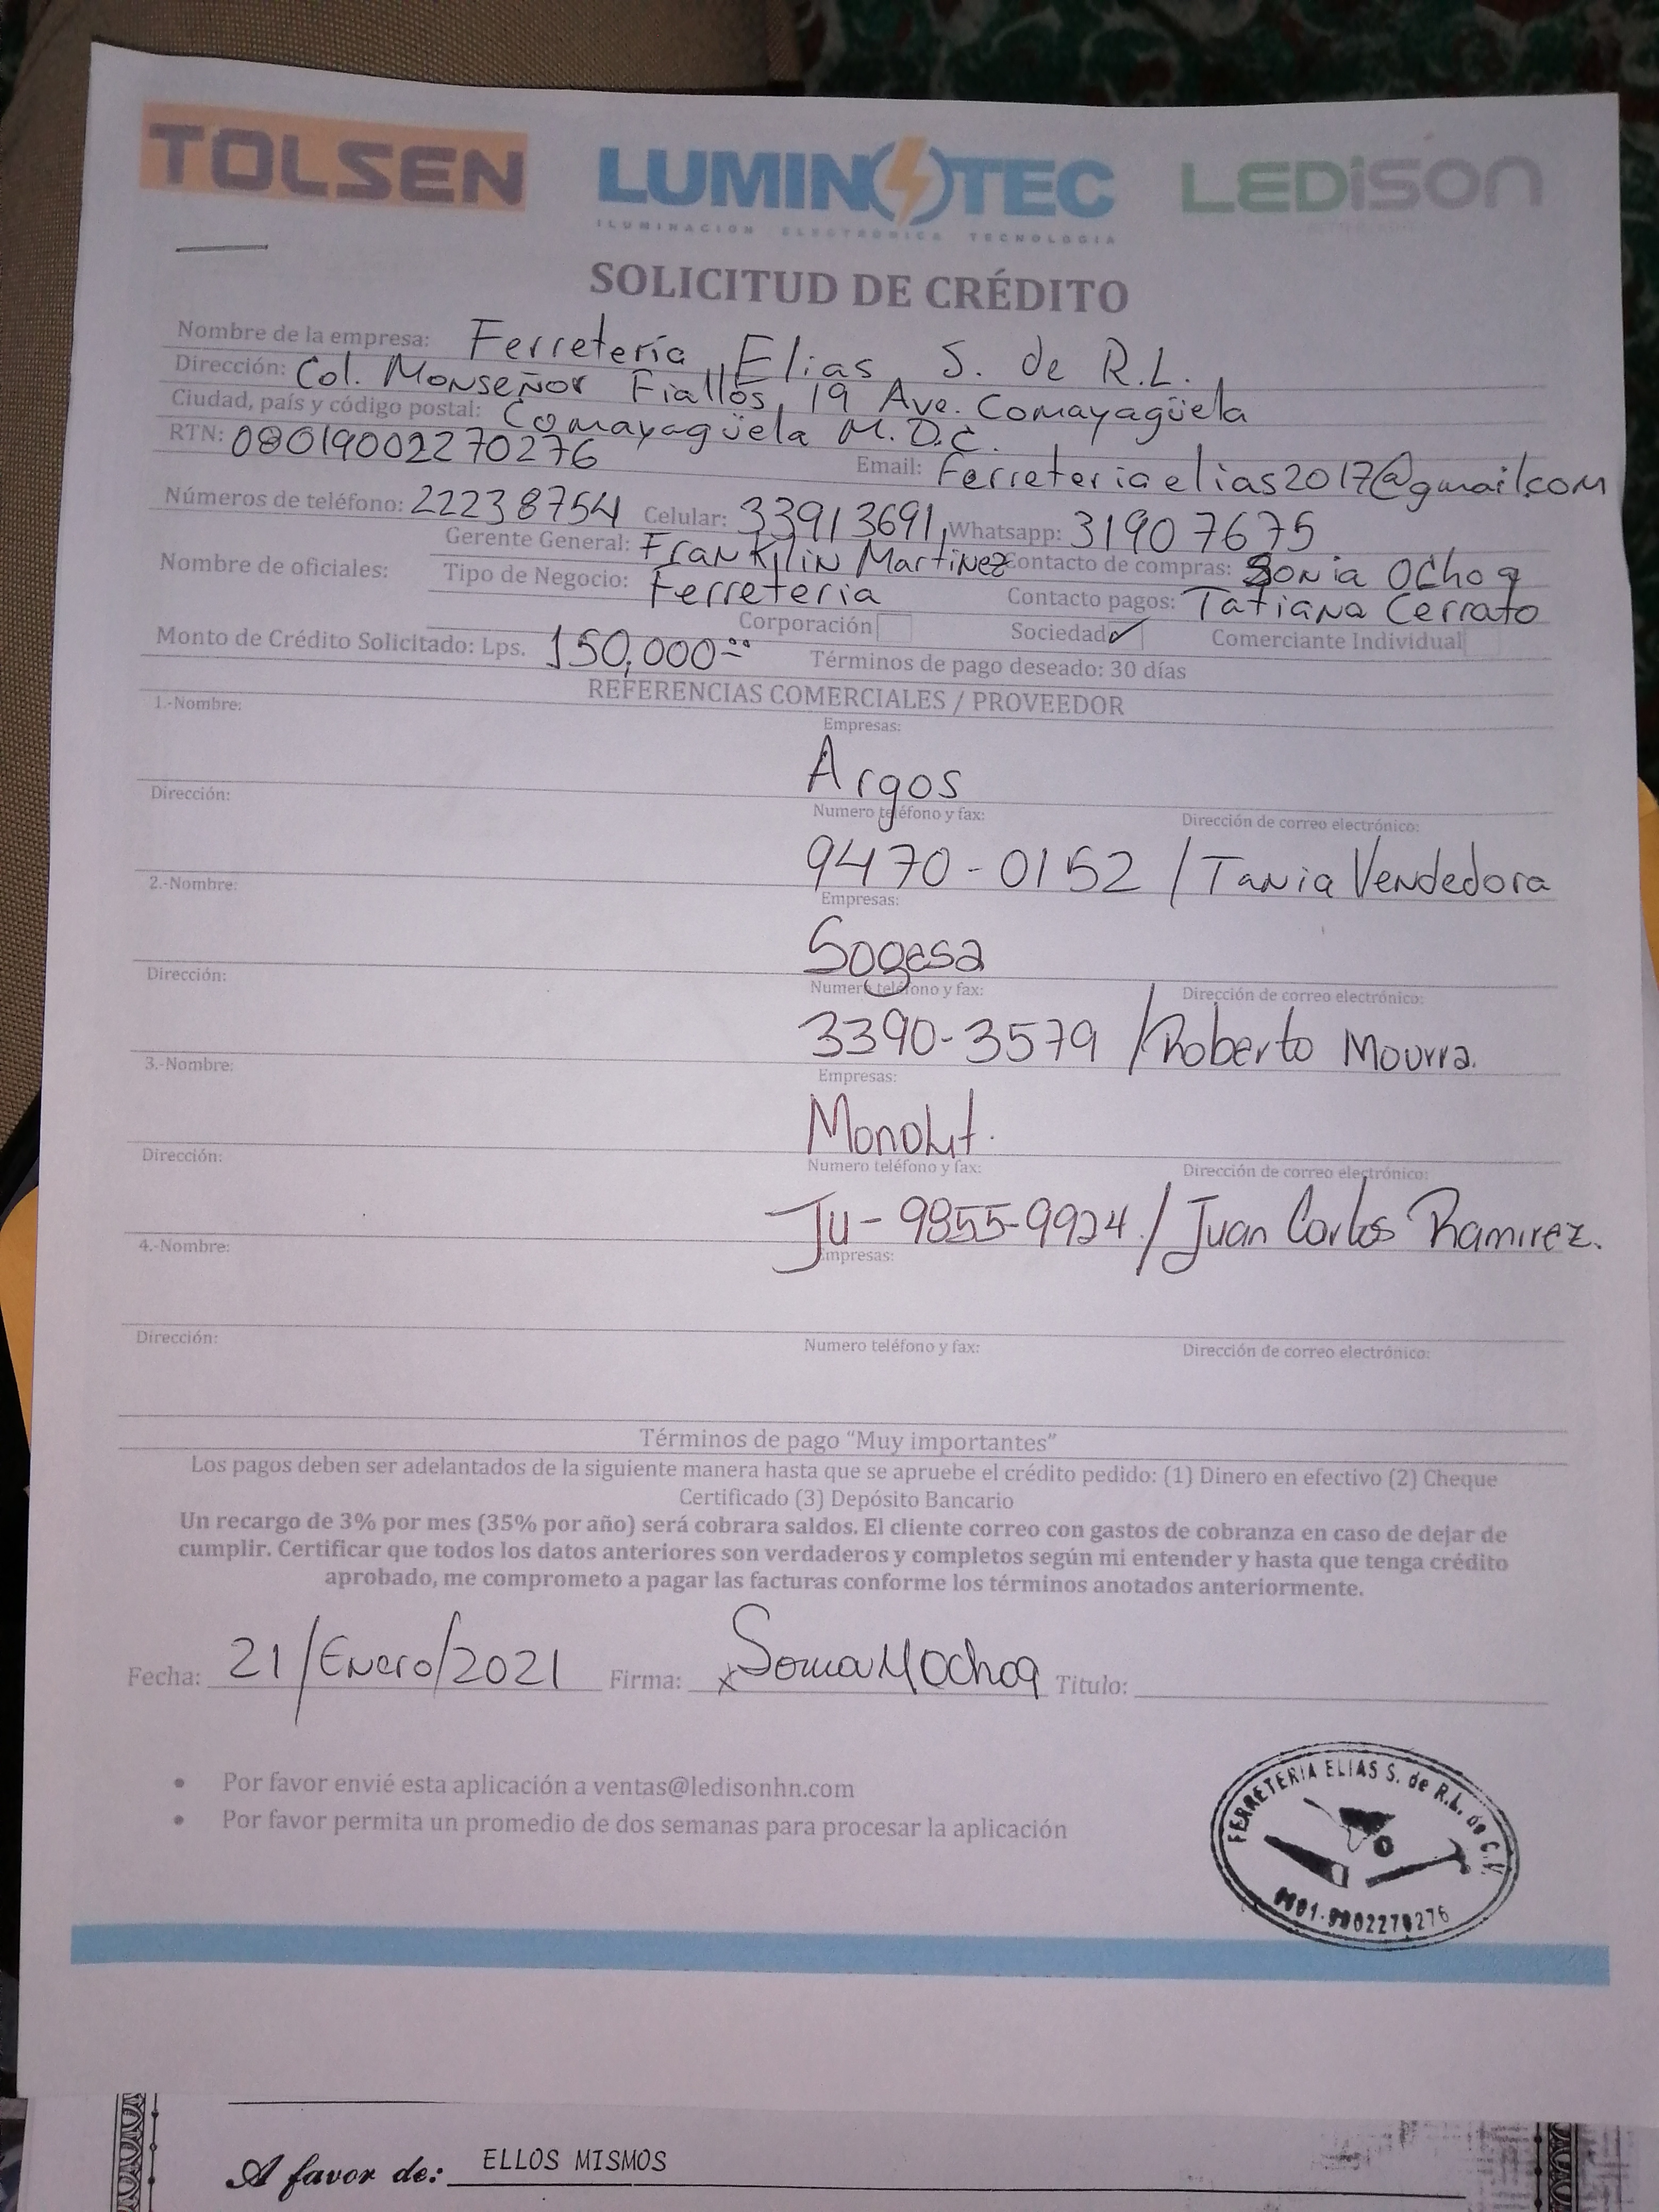 TOLSEN LUMINOTEC LEDISON
ILUMINACION ELECTRONICA TECNOLOGIA
SOLICITUD DE CRÉDITO
Nombre de la empresa: Ferretería Elias S. de R.L.
Dirección: Col. Monseñor Fiallos, 19 Ave. Comayagüela
Ciudad, país y código postal: Comayagüela M.D.C.
RTN: 08019002270276 Email: Ferreteriaelias2017@gmail.com
Números de teléfono: 22238754 Celular: 33913691, Whatsapp: 31907675
Nombre de oficiales: Gerente General: Frankilin Martinez Contacto de compras: Sonia Ochoa
Tipo de Negocio: Ferreteria Contacto pagos: Tatiana Cerrato
Corporación Sociedad ✓ Comerciante Individual
Monto de Crédito Solicitado: Lps. 150,000.00 Términos de pago deseado: 30 días
REFERENCIAS COMERCIALES / PROVEEDOR
1.-Nombre: Empresas:
Argos
Dirección: Numero teléfono y fax: Dirección de correo electrónico:
9470-0152 / Tania Vendedora
2.-Nombre: Empresas:
Sogesa
Dirección: Numero teléfono y fax: Dirección de correo electrónico:
3390-3579 / Roberto Mourra.
3.-Nombre: Empresas:
Monolit.
Dirección: Numero teléfono y fax: Dirección de correo electrónico:
Ju- 9855-9924 / Juan Carlos Ramirez.
4.-Nombre: Empresas:
Dirección: Numero teléfono y fax: Dirección de correo electrónico:
Términos de pago “Muy importantes”
Los pagos deben ser adelantados de la siguiente manera hasta que se apruebe el crédito pedido: (1) Dinero en efectivo (2) Cheque
Certificado (3) Depósito Bancario
Un recargo de 3% por mes (35% por año) será cobrara saldos. El cliente correo con gastos de cobranza en caso de dejar de
cumplir. Certificar que todos los datos anteriores son verdaderos y completos según mi entender y hasta que tenga crédito
aprobado, me comprometo a pagar las facturas conforme los términos anotados anteriormente.
Fecha: 21/Enero/2021 Firma: x Sonia M Ochoa Titulo:
• Por favor envié esta aplicación a ventas@ledisonhn.com
• Por favor permita un promedio de dos semanas para procesar la aplicación
FERRETERIA ELIAS S. de R.L. de C.V.
0801-9002270276
A favor de: ELLOS MISMOS